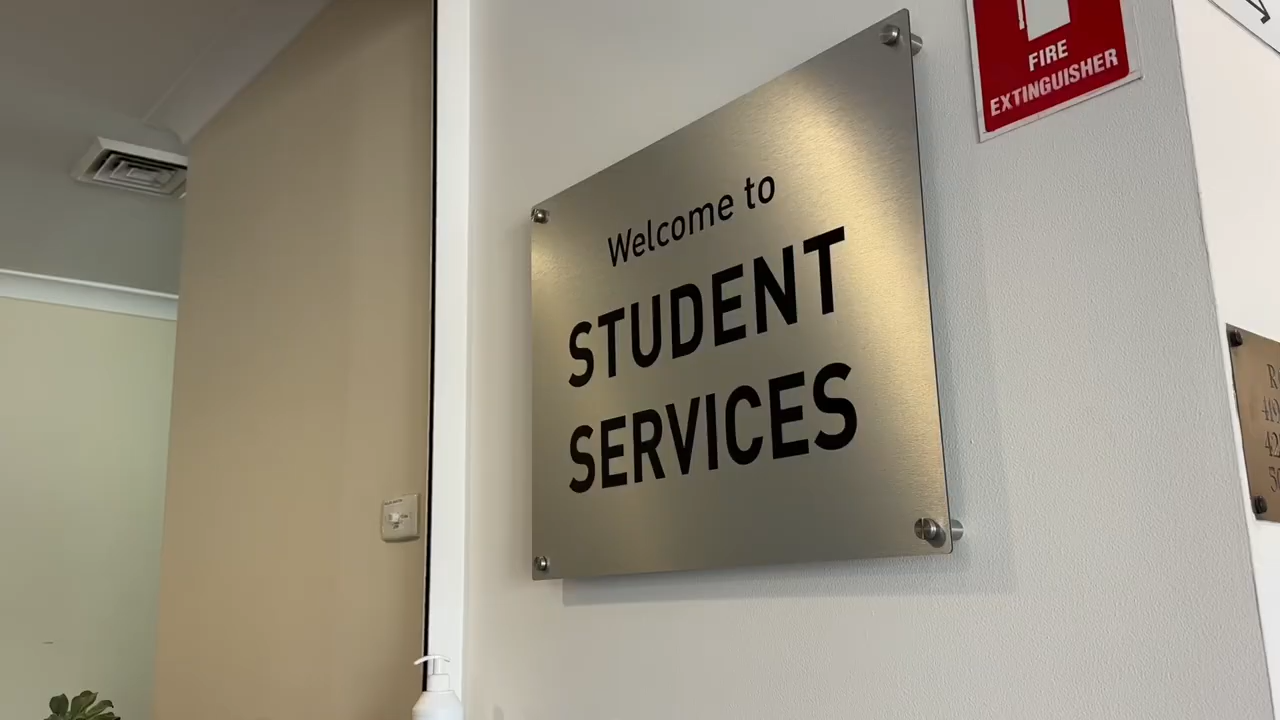 FIRE
EXTINGUISHER
Welcome to
STUDENT
SERVICES